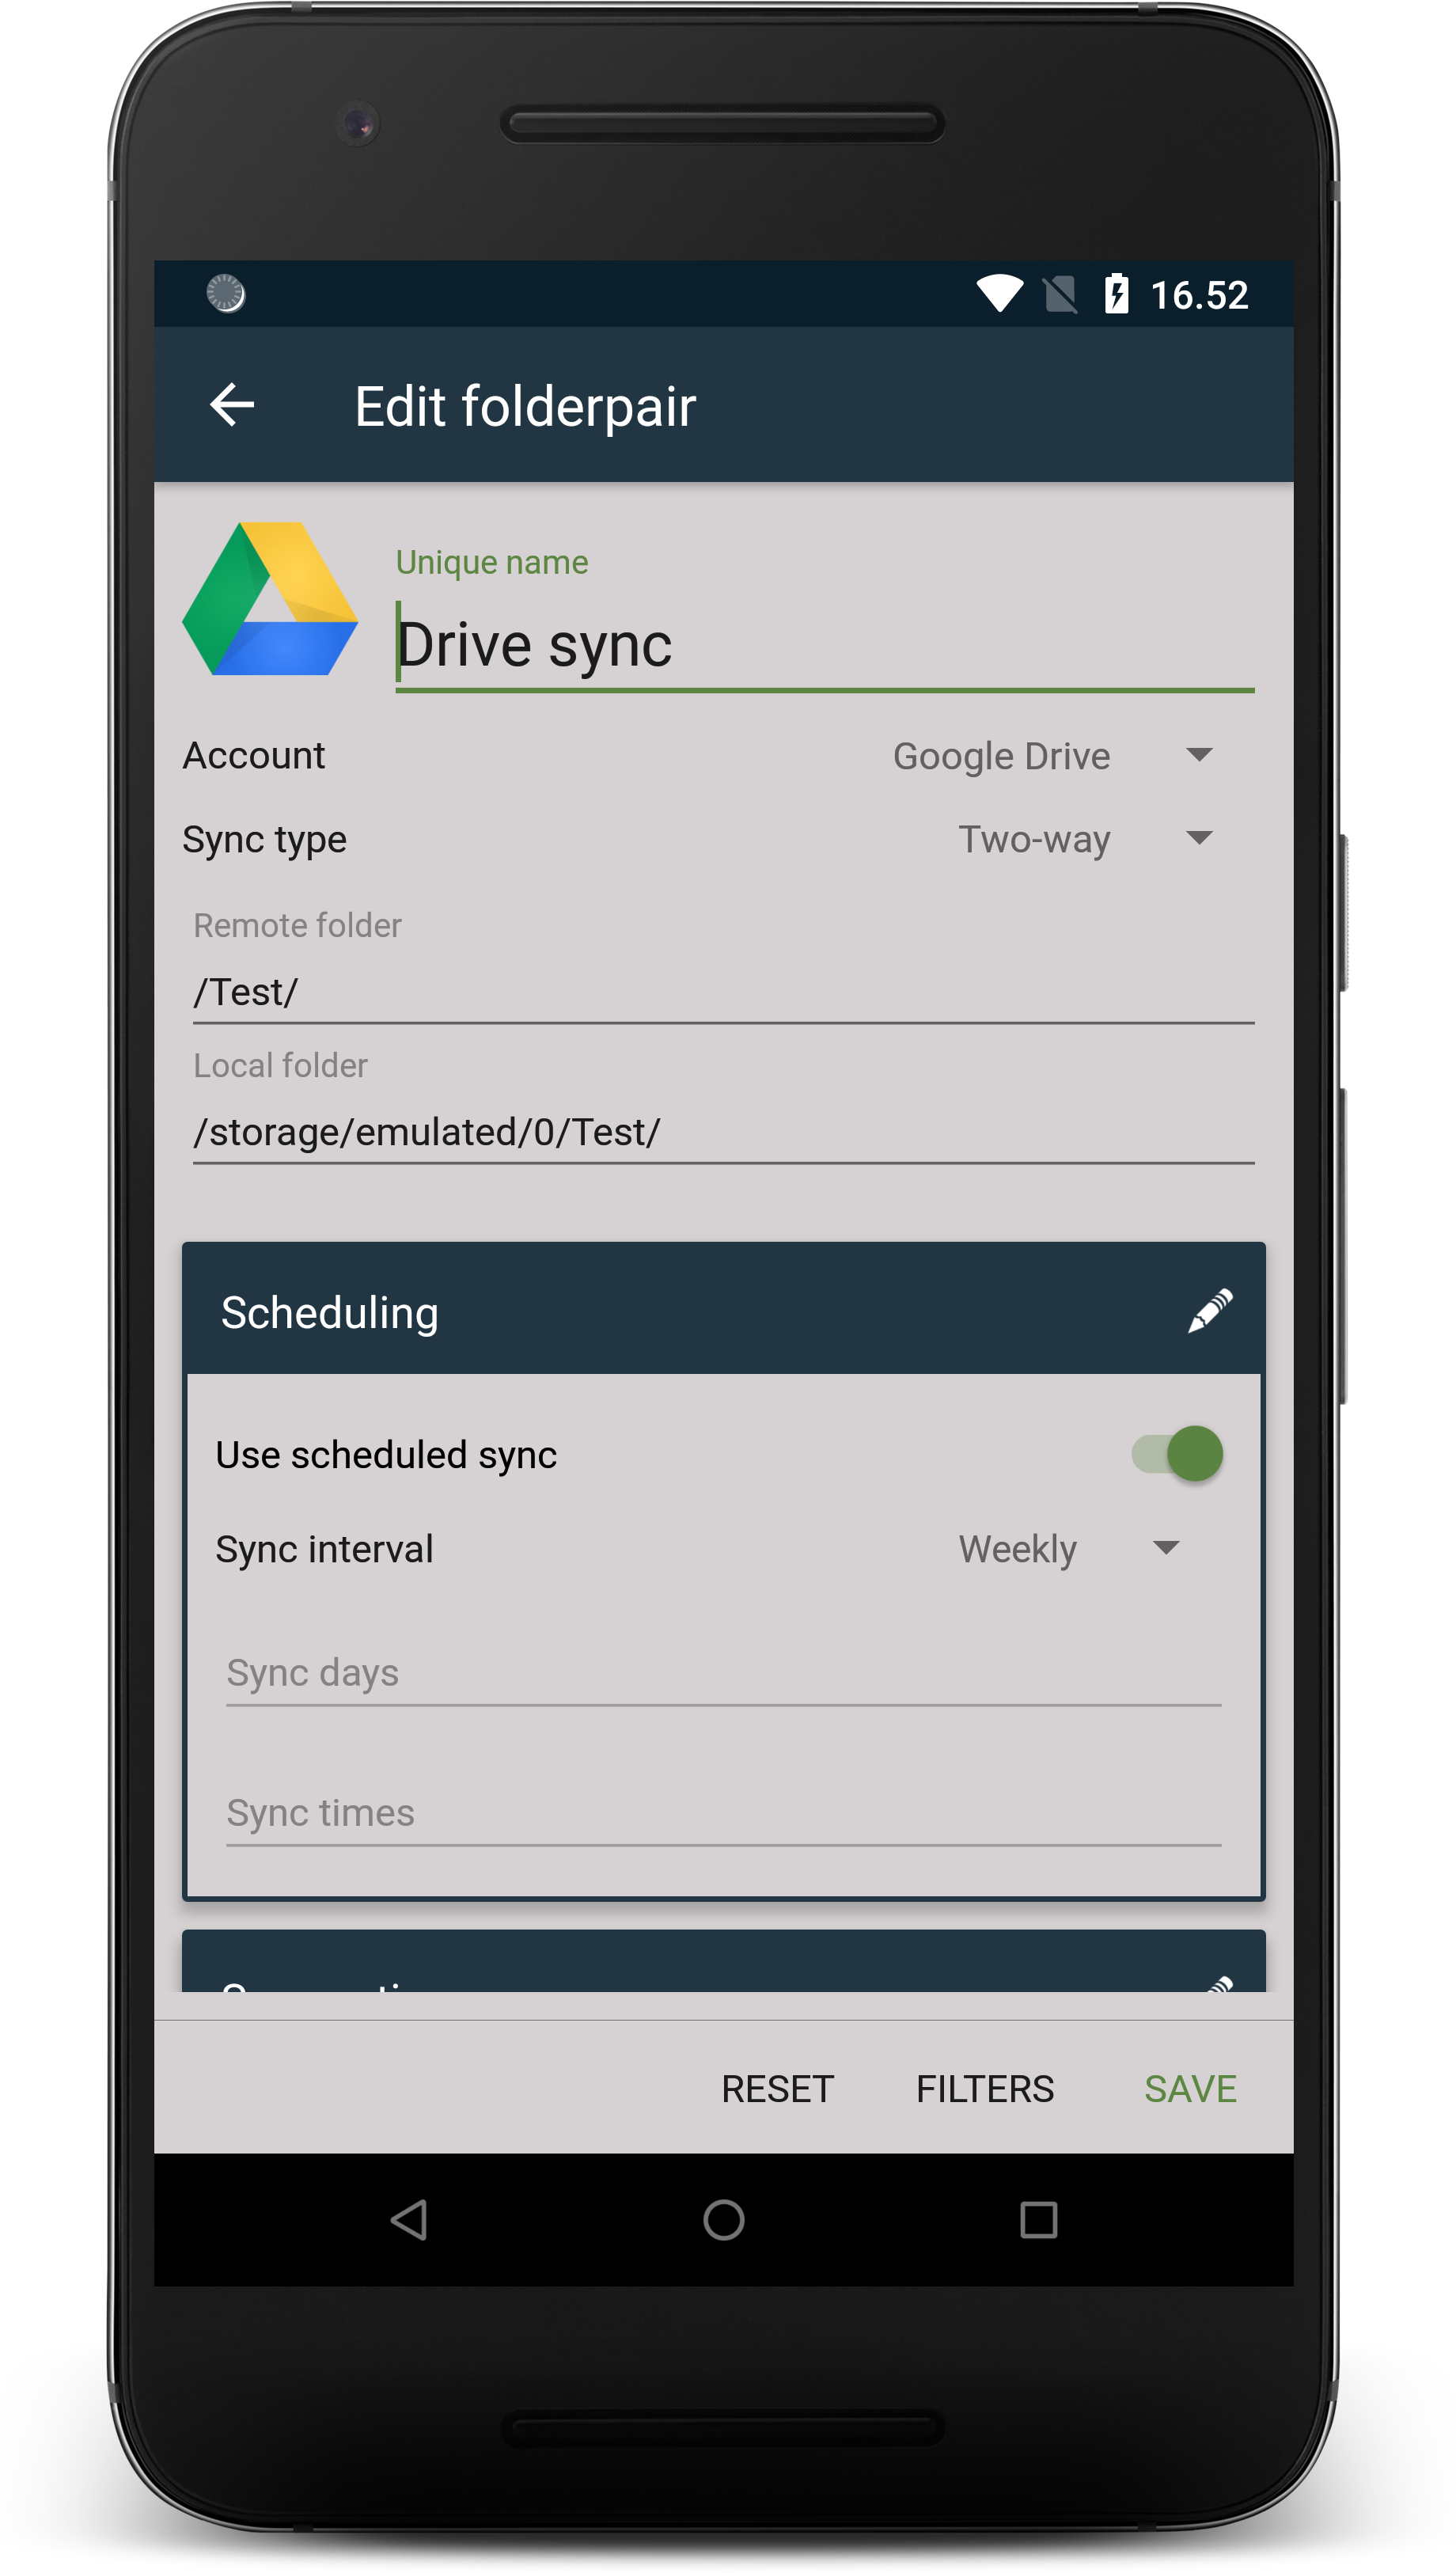 16.52
Edit folderpair
Unique name
Drive sync
Account Google Drive
Sync type Two-way
Remote folder
/Test/
Local folder
/storage/emulated/0/Test/
Scheduling
Use scheduled sync
Sync interval Weekly
Sync days
Sync times
RESET FILTERS SAVE